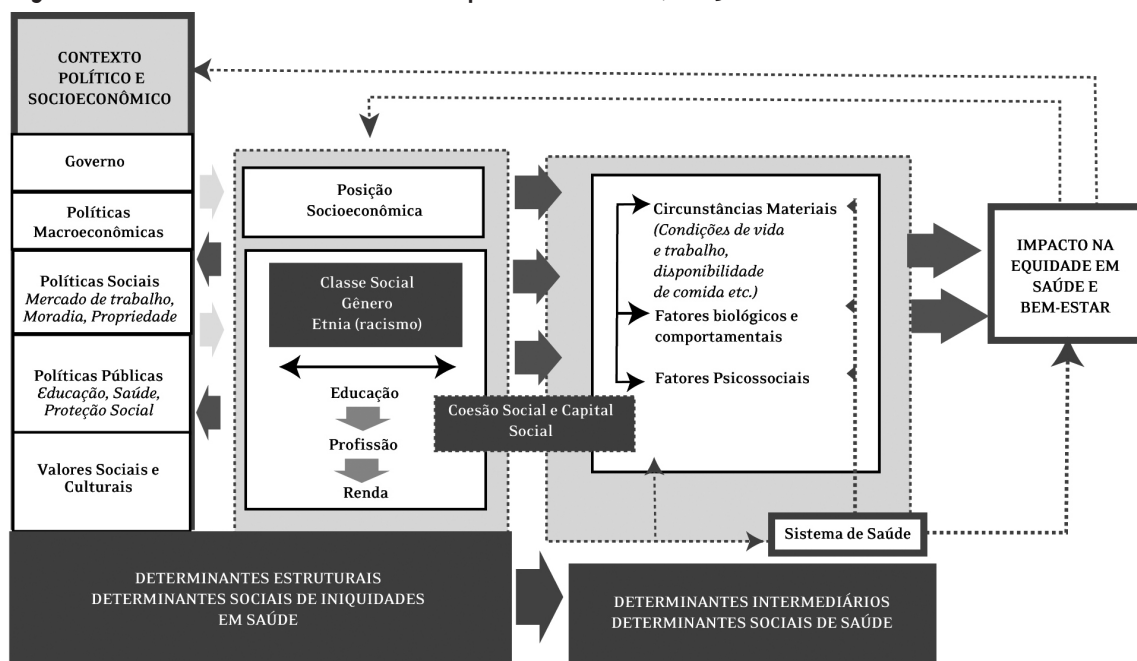 CONTEXTO
POLÍTICO E
SOCIOECONÔMICO
Governo
Políticas
Macroeconômicas
Políticas Sociais
Mercado de trabalho,
Moradia, Propriedade
Políticas Públicas
Educação, Saúde,
Proteção Social
Valores Sociais e
Culturais
Posição
Socioeconômica
Classe Social
Gênero
Etnia (racismo)
Educação
Profissão
Renda
Coesão Social e Capital
Social
Circunstâncias Materiais
(Condições de vida
e trabalho,
disponibilidade
de comida etc.)
Fatores biológicos e
comportamentais
Fatores Psicossociais
Sistema de Saúde
IMPACTO NA
EQUIDADE EM
SAÚDE E
BEM-ESTAR
DETERMINANTES ESTRUTURAIS
DETERMINANTES SOCIAIS DE INIQUIDADES
EM SAÚDE
DETERMINANTES INTERMEDIÁRIOS
DETERMINANTES SOCIAIS DE SAÚDE